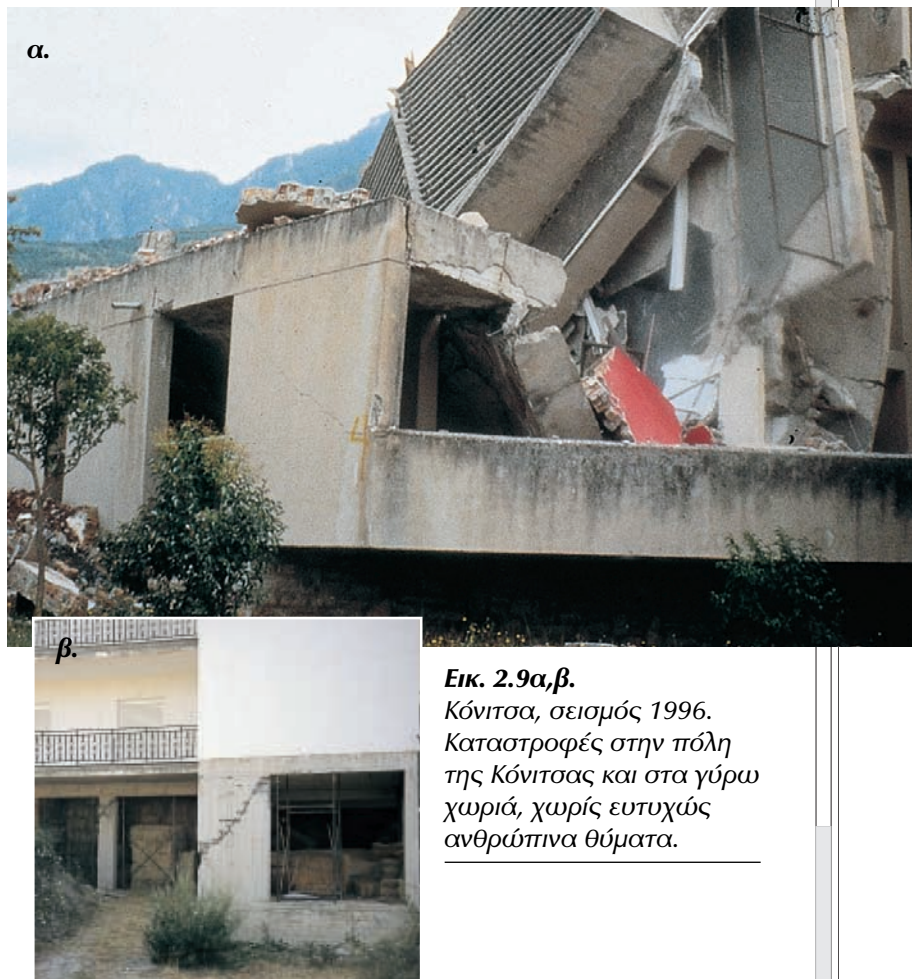 α.
β.
Εικ. 2.9α,β.
Κόνιτσα, σεισμός 1996.
Καταστροφές στην πόλη
της Κόνιτσας και στα γύρω
χωριά, χωρίς ευτυχώς
ανθρώπινα θύματα.